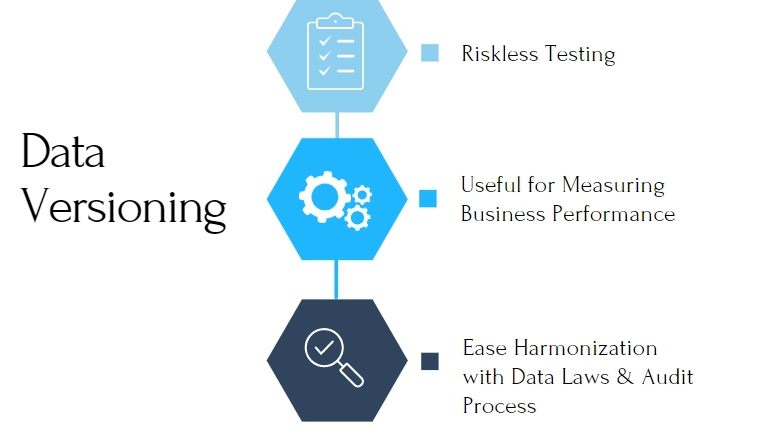 Data
Versioning
Riskless Testing
Useful for Measuring
Business Performance
Ease Harmonization
with Data Laws & Audit
Process